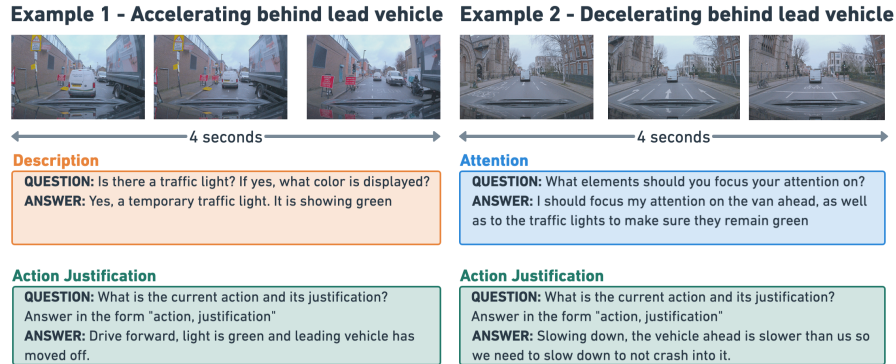 Example 1 - Accelerating behind lead vehicle
4 seconds
Description
QUESTION: Is there a traffic light? If yes, what color is displayed?
ANSWER: Yes, a temporary traffic light. It is showing green
Action Justification
QUESTION: What is the current action and its justification?
Answer in the form "action, justification"
ANSWER: Drive forward, light is green and leading vehicle has
moved off.
Example 2 - Decelerating behind lead vehicle
4 seconds
Attention
QUESTION: What elements should you focus your attention on?
ANSWER: I should focus my attention on the van ahead, as well
as to the traffic lights to make sure they remain green
Action Justification
QUESTION: What is the current action and its justification?
Answer in the form "action, justification"
ANSWER: Slowing down, the vehicle ahead is slower than us so
we need to slow down to not crash into it.